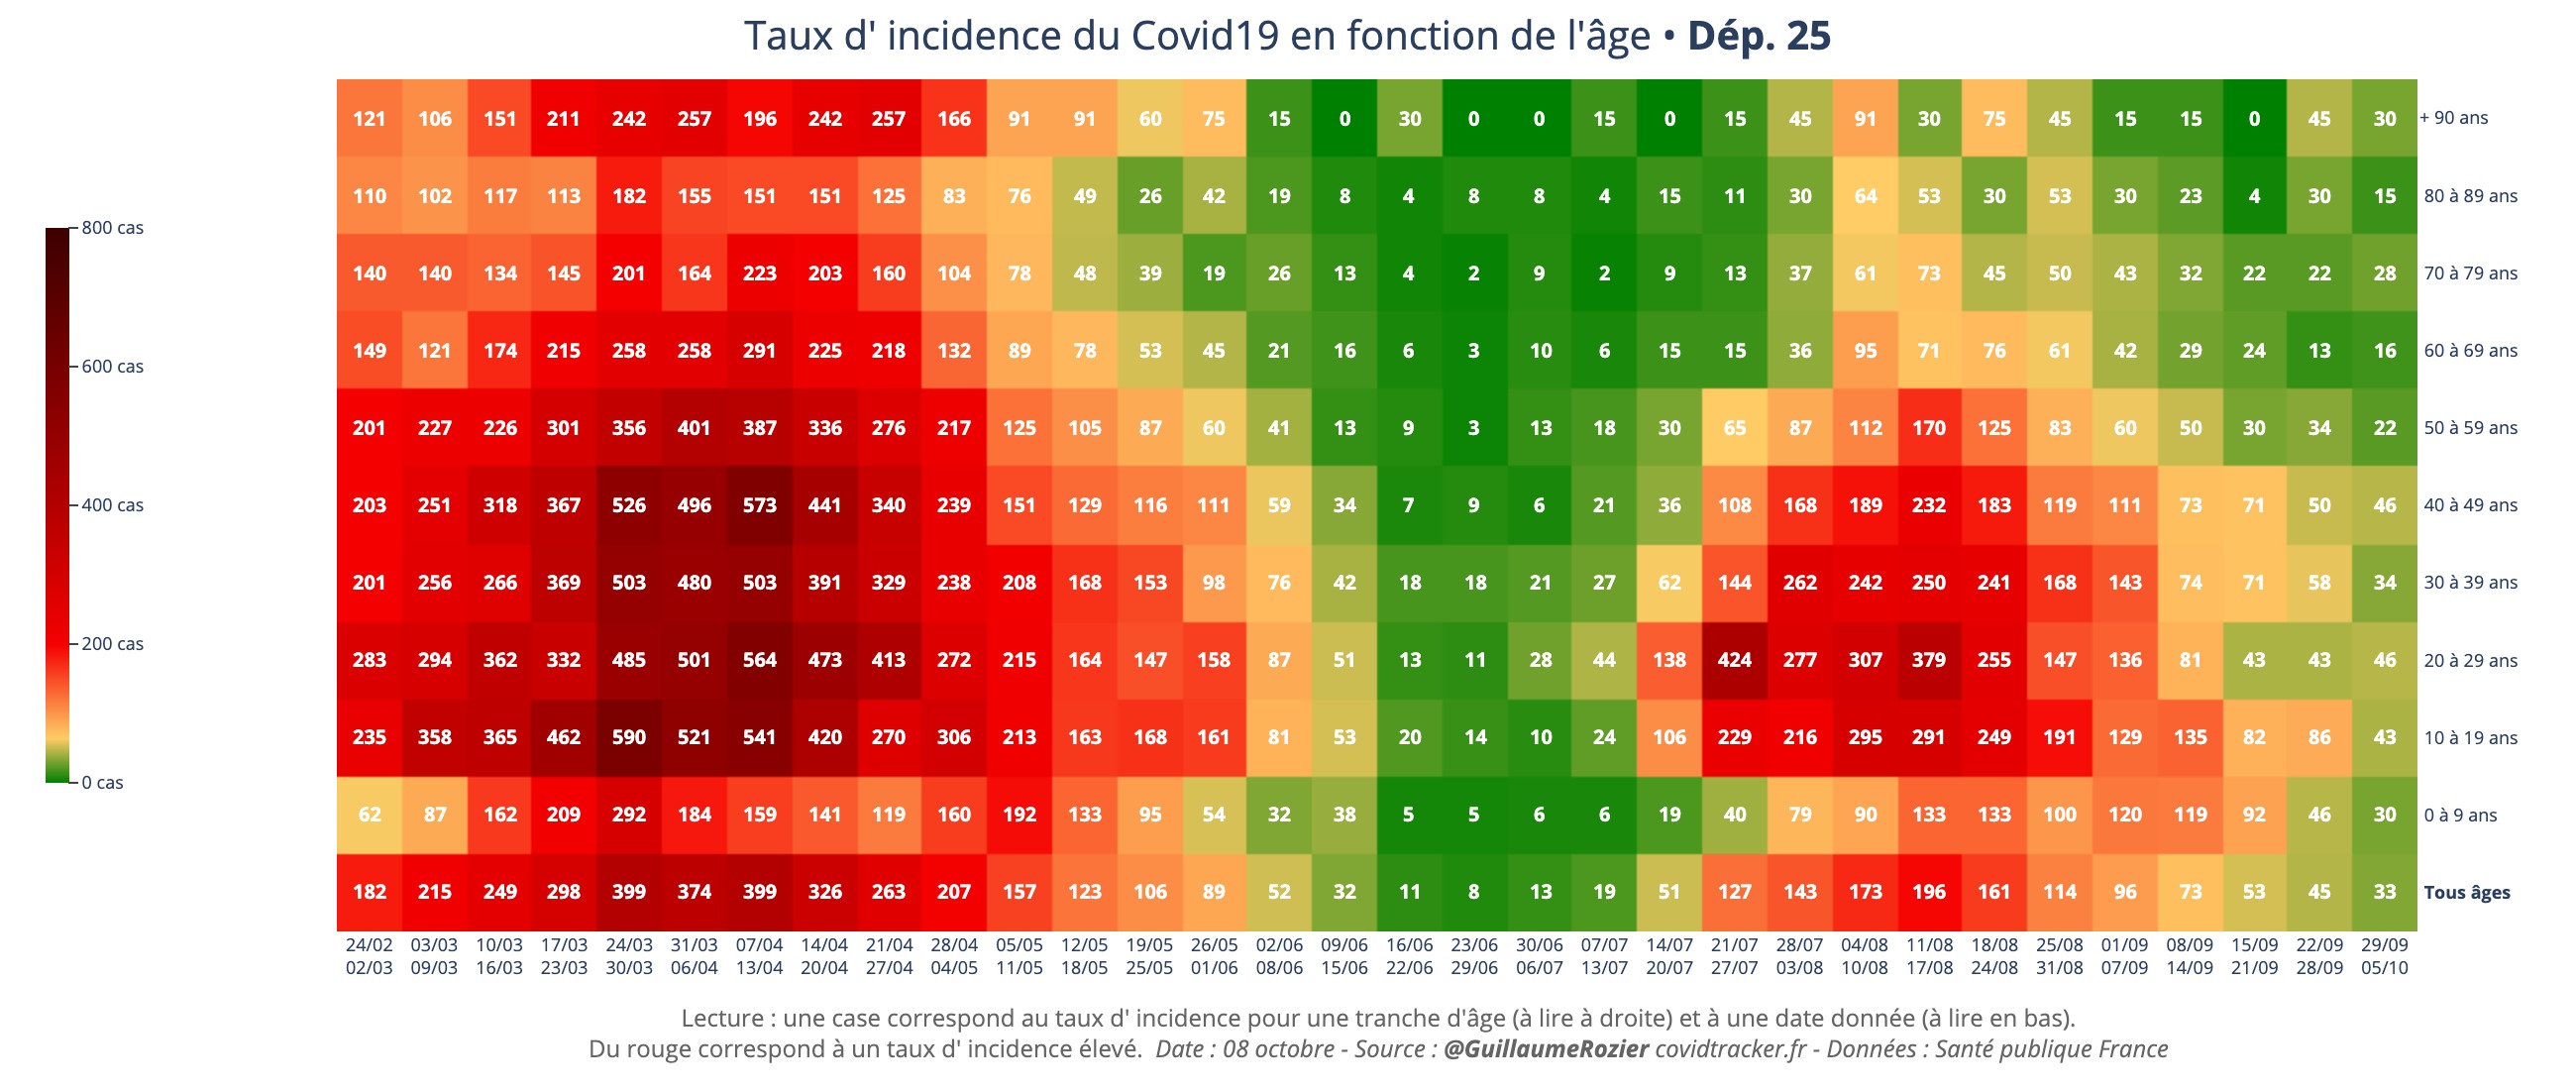 Taux d' incidence du Covid19 en fonction de l'âge • Dép. 25
800 cas
600 cas
400 cas
200 cas
0 cas
121 106 151 211 242 257 196 242 257 166 91 91 60 75 15 0 30 0 0 15 0 15 45 91 30 75 45 15 15 0 45 30 + 90 ans
110 102 117 113 182 155 151 151 125 83 76 49 26 42 19 8 4 8 8 4 15 11 30 64 53 30 53 30 23 4 30 15 80 à 89 ans
140 140 134 145 201 164 223 203 160 104 78 48 39 19 26 13 4 2 9 2 9 13 37 61 73 45 50 43 32 22 22 28 70 à 79 ans
149 121 174 215 258 258 291 225 218 132 89 78 53 45 21 16 6 3 10 6 15 15 36 95 71 76 61 42 29 24 13 16 60 à 69 ans
201 227 226 301 356 401 387 336 276 217 125 105 87 60 41 13 9 3 13 18 30 65 87 112 170 125 83 60 50 30 34 22 50 à 59 ans
203 251 318 367 526 496 573 441 340 239 151 129 116 111 59 34 7 9 6 21 36 108 168 189 232 183 119 111 73 71 50 46 40 à 49 ans
201 256 266 369 503 480 503 391 329 238 208 168 153 98 76 42 18 18 21 27 62 144 262 242 250 241 168 143 74 71 58 34 30 à 39 ans
283 294 362 332 485 501 564 473 413 272 215 164 147 158 87 51 13 11 28 44 138 424 277 307 379 255 147 136 81 43 43 46 20 à 29 ans
235 358 365 462 590 521 541 420 270 306 213 163 168 161 81 53 20 14 10 24 106 229 216 295 291 249 191 129 135 82 86 43 10 à 19 ans
62 87 162 209 292 184 159 141 119 160 192 133 95 54 32 38 5 5 6 6 19 40 79 90 133 133 100 120 119 92 46 30 0 à 9 ans
182 215 249 298 399 374 399 326 263 207 157 123 106 89 52 32 11 8 13 19 51 127 143 173 196 161 114 96 73 53 45 33 Tous âges
24/02 03/03 10/03 17/03 24/03 31/03 07/04 14/04 21/04 28/04 05/05 12/05 19/05 26/05 02/06 09/06 16/06 23/06 30/06 07/07 14/07 21/07 28/07 04/08 11/08 18/08 25/08 01/09 08/09 15/09 22/09 29/09
02/03 09/03 16/03 23/03 30/03 06/04 13/04 20/04 27/04 04/05 11/05 18/05 25/05 01/06 08/06 15/06 22/06 29/06 06/07 13/07 20/07 27/07 03/08 10/08 17/08 24/08 31/08 07/09 14/09 21/09 28/09 05/10
Lecture : une case correspond au taux d' incidence pour une tranche d'âge (à lire à droite) et à une date donnée (à lire en bas).
Du rouge correspond à un taux d' incidence élevé. Date : 08 octobre - Source : @GuillaumeRozier covidtracker.fr - Données : Santé publique France